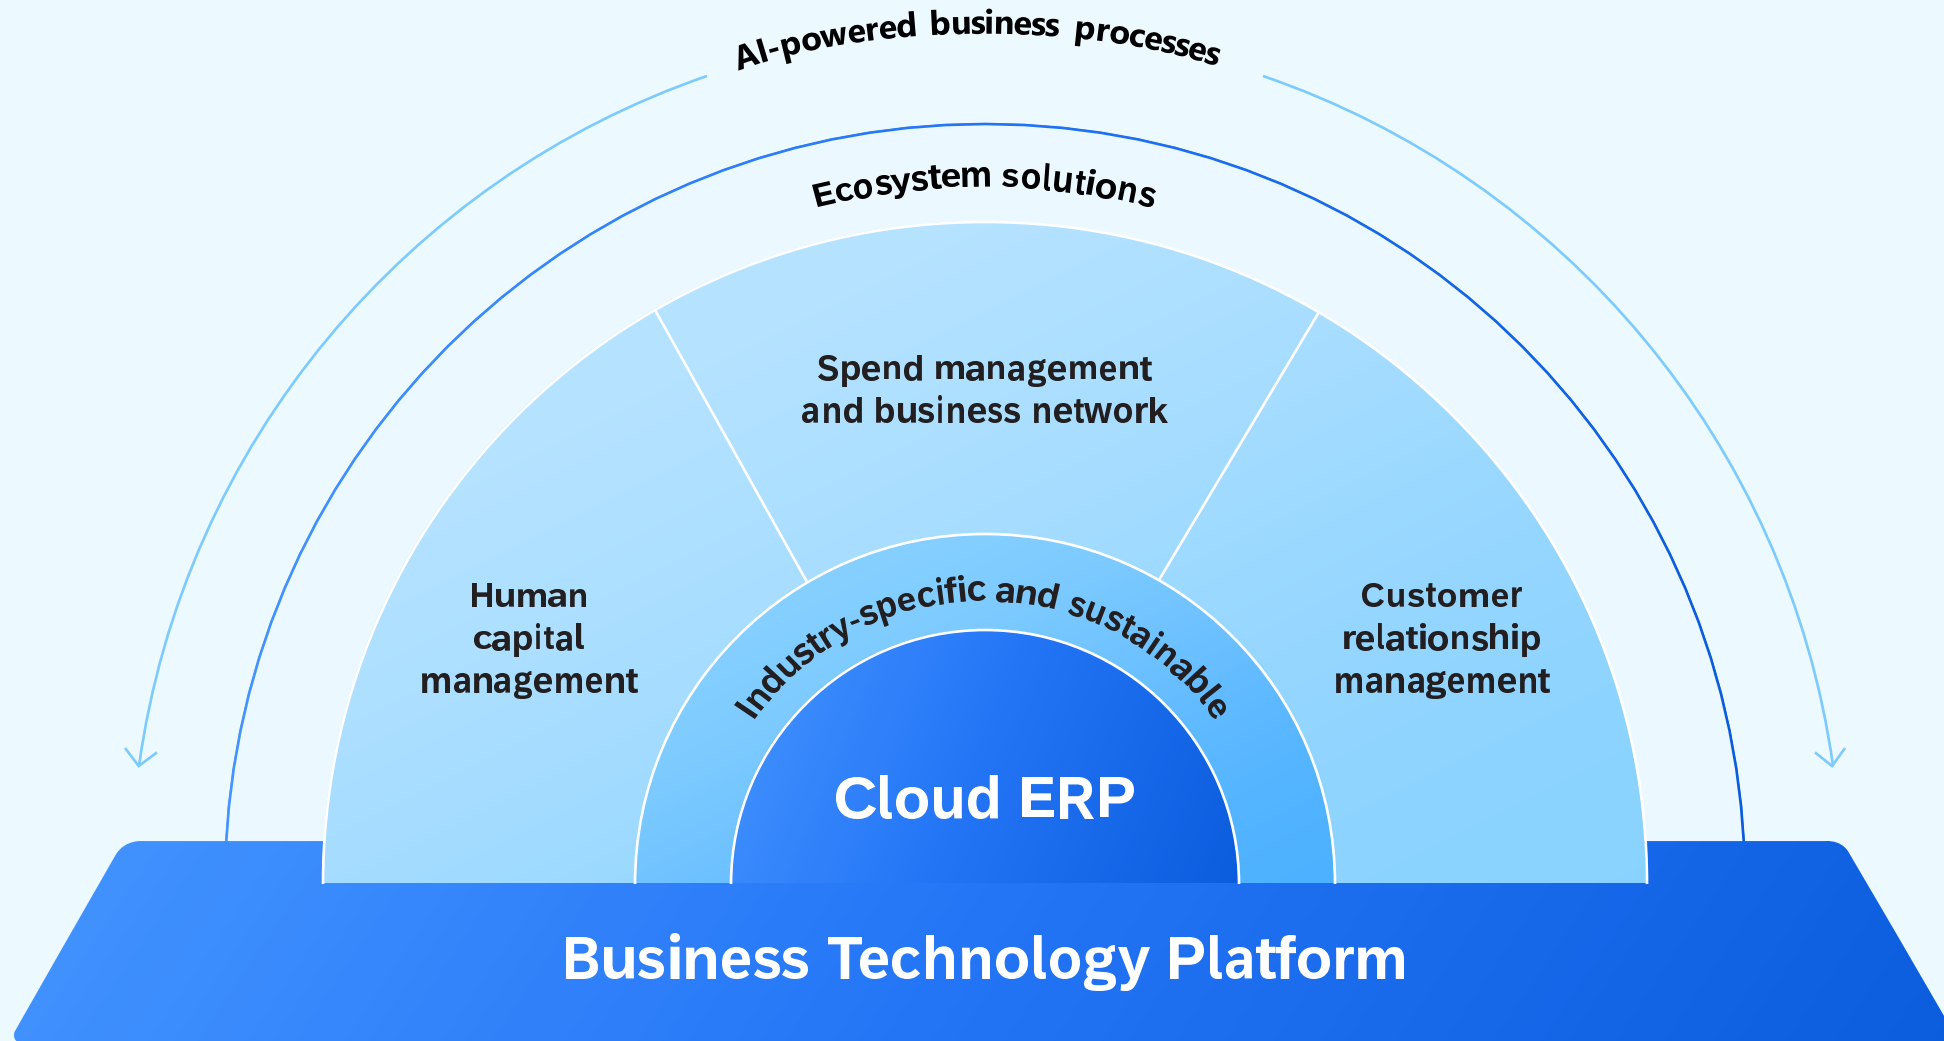 AI-powered business processes
Ecosystem solutions
Spend management
and business network
Human
capital
management
Customer
relationship
management
Industry-specific and sustainable
Cloud ERP
Business Technology Platform